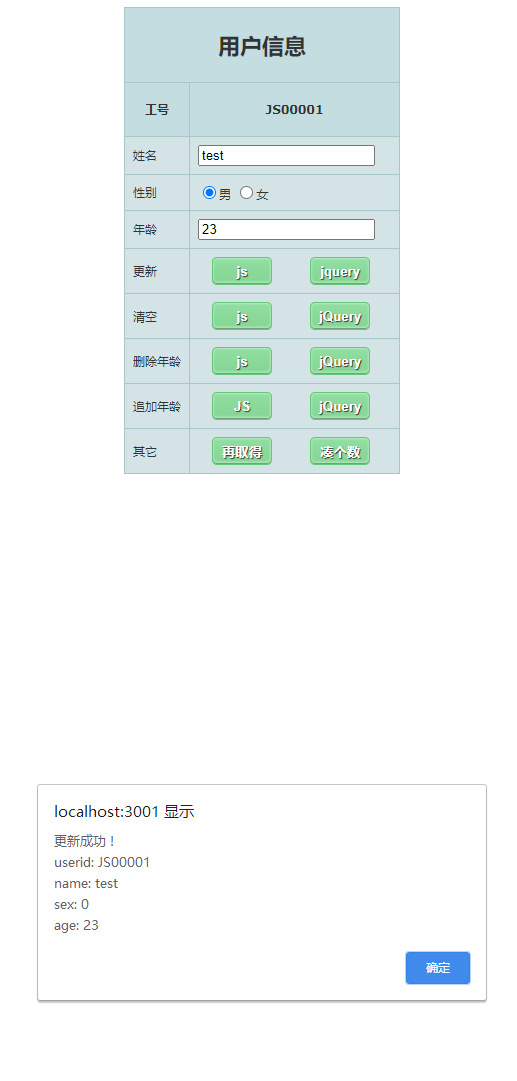 用户信息
工号 JS00001
姓名 test
性别 男 女
年龄 23
更新 js jquery
清空 js jQuery
删除年龄 js jQuery
追加年龄 JS jQuery
其它 再取得 凑个数
localhost:3001 显示
更新成功！
userid: JS00001
name: test
sex: 0
age: 23
确定